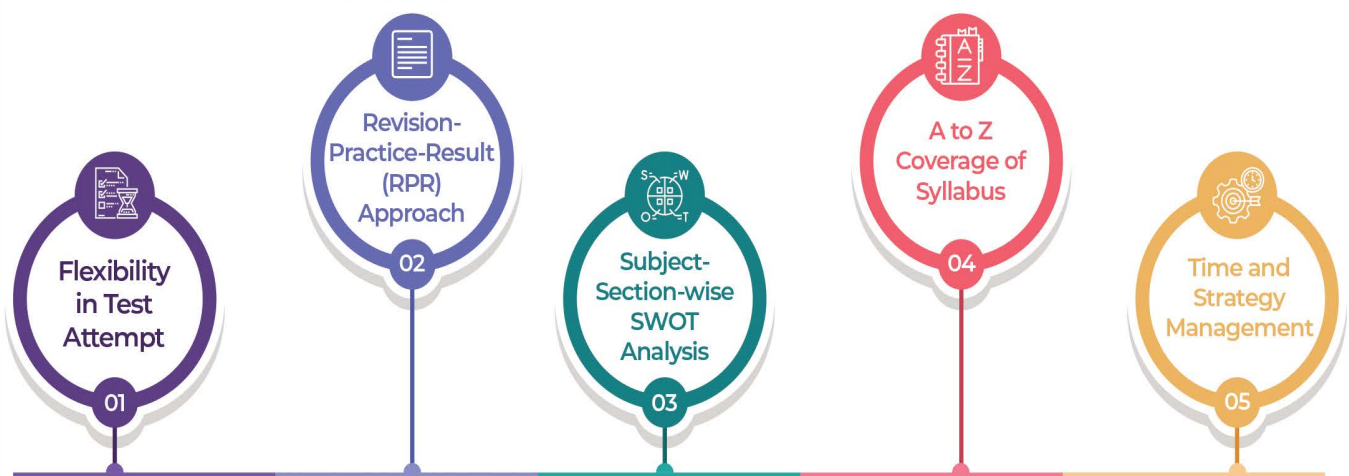 Flexibility
in Test
Attempt
01
Revision-
Practice-Result
(RPR)
Approach
02
S W
O T
Subject-
Section-wise
SWOT
Analysis
03
A
Z
A to Z
Coverage of
Syllabus
04
Time and
Strategy
Management
05